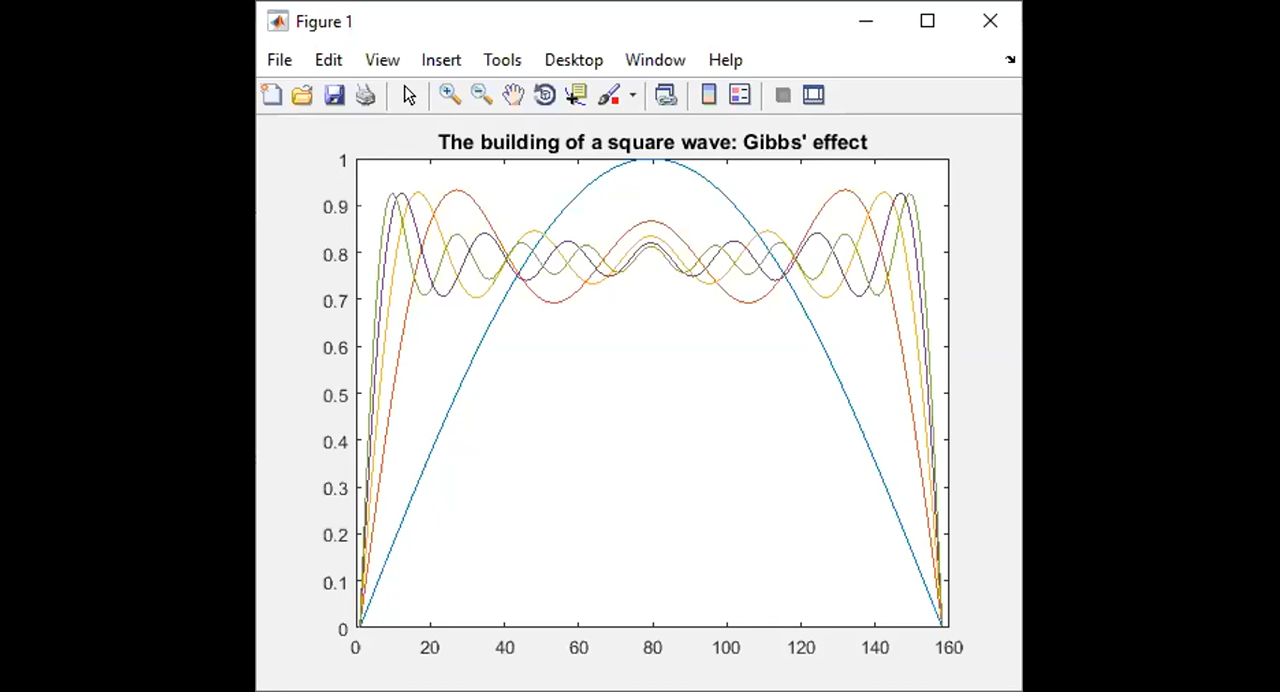 Figure 1
File Edit View Insert Tools Desktop Window Help
The building of a square wave: Gibbs' effect
1
0.9
0.8
0.7
0.6
0.5
0.4
0.3
0.2
0.1
0
0 20 40 60 80 100 120 140 160